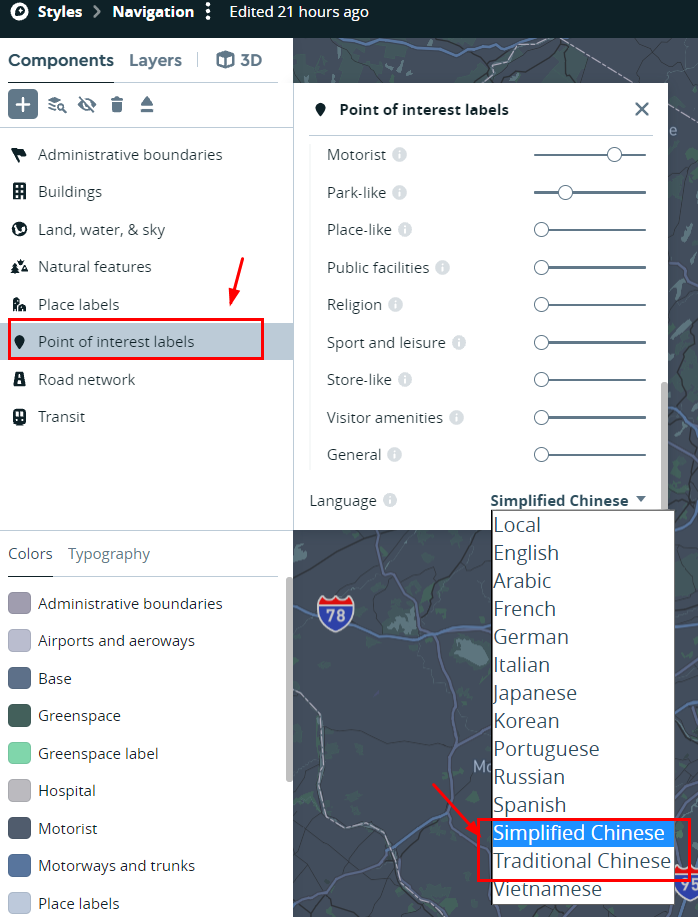 Styles > Navigation Edited 21 hours ago
Components Layers 3D
Administrative boundaries
Buildings
Land, water, & sky
Natural features
Place labels
Point of interest labels
Road network
Transit
Point of interest labels
Motorist
Park-like
Place-like
Public facilities
Religion
Sport and leisure
Store-like
Visitor amenities
General
Language Simplified Chinese
Local
English
Arabic
French
German
Italian
Japanese
Korean
Portuguese
Russian
Spanish
Simplified Chinese
Traditional Chinese
Vietnamese
Colors Typography
Administrative boundaries
Airports and aeroways
Base
Greenspace
Greenspace label
Hospital
Motorist
Motorways and trunks
Place labels
78
95